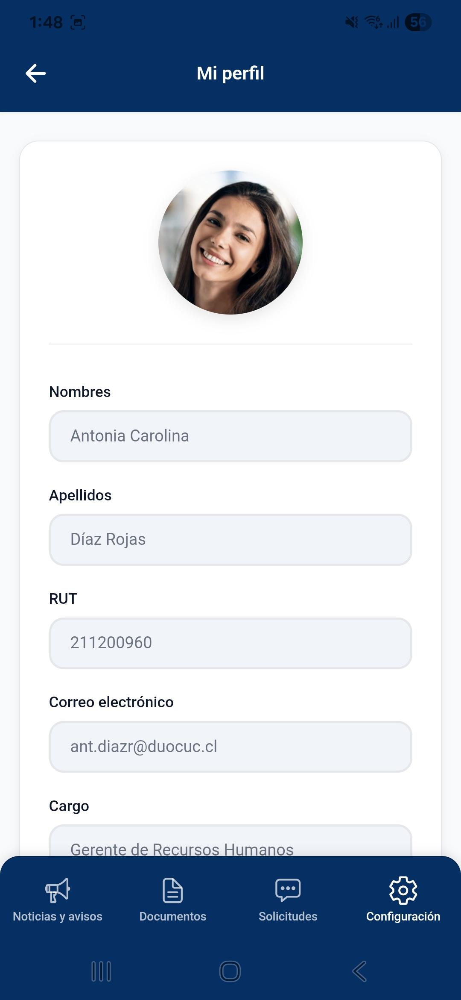 1:48
6
56
Mi perfil
Nombres
Antonia Carolina
Apellidos
Díaz Rojas
RUT
211200960
Correo electrónico
ant.diazr@duocuc.cl
Cargo
Gerente de Recursos Humanos
Noticias y avisos
Documentos
Solicitudes
Configuración